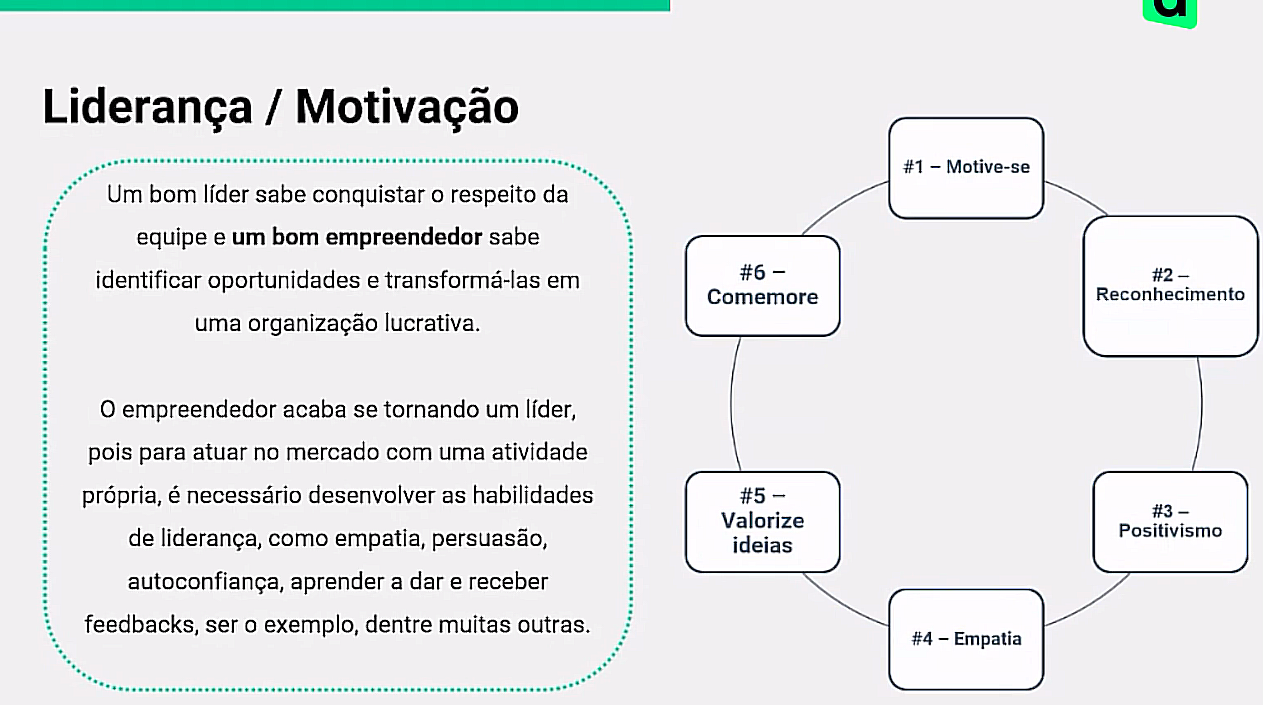 Liderança / Motivação
Um bom líder sabe conquistar o respeito da
equipe e um bom empreendedor sabe
identificar oportunidades e transformá-las em
uma organização lucrativa.
O empreendedor acaba se tornando um líder,
pois para atuar no mercado com uma atividade
própria, é necessário desenvolver as habilidades
de liderança, como empatia, persuasão,
autoconfiança, aprender a dar e receber
feedbacks, ser o exemplo, dentre muitas outras.
#1 – Motive-se
#2 –
Reconhecimento
#3 –
Positivismo
#4 – Empatia
#5 –
Valorize
ideias
#6 –
Comemore